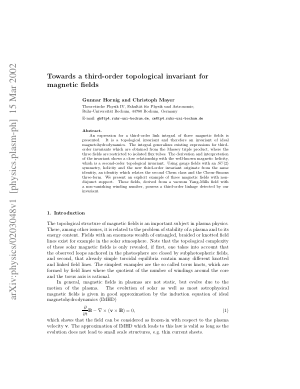 Towards a third-order topological invariant for
magnetic fields
Gunnar Hornig and Christoph Mayer
Theoretische Physik IV, Fakultät für Physik und Astronomie
Ruhr-Universität Bochum, 44780 Bochum, Germany
Abstract.
An expression for a third-order link integral of three magnetic fields is
presented. It is a topological invariant and therefore an invariant of ideal
magnetohydrodynamics. The integral generalizes existing expressions for third-
order invariants which are obtained from the Massey triple product, where the
three fields are restricted to isolated flux tubes. The derivation and interpretation
of the invariant shows a close relationship with the well-known magnetic helicity,
which is a second-order topological invariant. Using gauge fields with an SU(2)
symmetry, helicity and the new third-order invariant originate from the same
identity, an identity which relates the second Chern class and the Chern-Simons
three-form. We present an explicit example of three magnetic fields with non-
disjunct support. These fields, derived from a vacuum Yang-Mills field with
a non-vanishing winding number, possess a third-order linkage detected by our
invariant.
1. Introduction
The topological structure of magnetic fields is an important subject in plasma physics.
There, among other issues, it is related to the problem of stability of a plasma and to its
energy content. Fields with an enormous wealth of entangled, braided or knotted field
lines exist for example in the solar atmosphere. Note that the topological complexity
of these solar magnetic fields is only revealed, if first, one takes into account that
the observed loops anchored in the photosphere are closed by subphotospheric fields,
and second, that already simple toroidal equilibria contain many different knotted
and linked field lines. The simplest examples are so called torus knots, which are
formed by field lines where the quotient of the number of windings around the core
and the torus axis is rational.
In general, magnetic fields in plasmas are not static, but evolve due to the
motion of the plasma. The evolution of solar as well as most astrophysical
magnetic fields is given in good approximation by the induction equation of ideal
magnetohydrodynamics (IMHD)
∂/∂t B − ∇ × (v × B) = 0, (1)
which shows that the field can be considered as frozen-in with respect to the plasma
velocity v. The approximation of IMHD which leads to this law is valid as long as the
evolution does not lead to small scale structures, e.g. thin current sheets.
arXiv:physics/0203048v1 [physics.plasm-ph] 15 Mar 2002